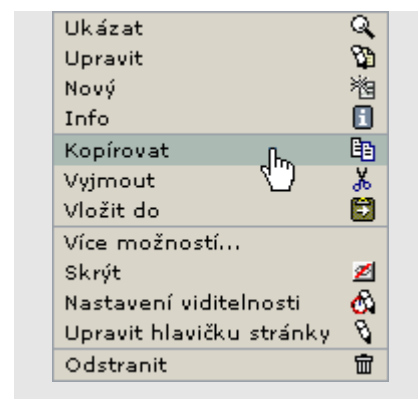 Ukázat
Upravit
Nový
Info
Kopírovat
Vyjmout
Vložit do
Více možností...
Skrýt
Nastavení viditelnosti
Upravit hlavičku stránky
Odstranit